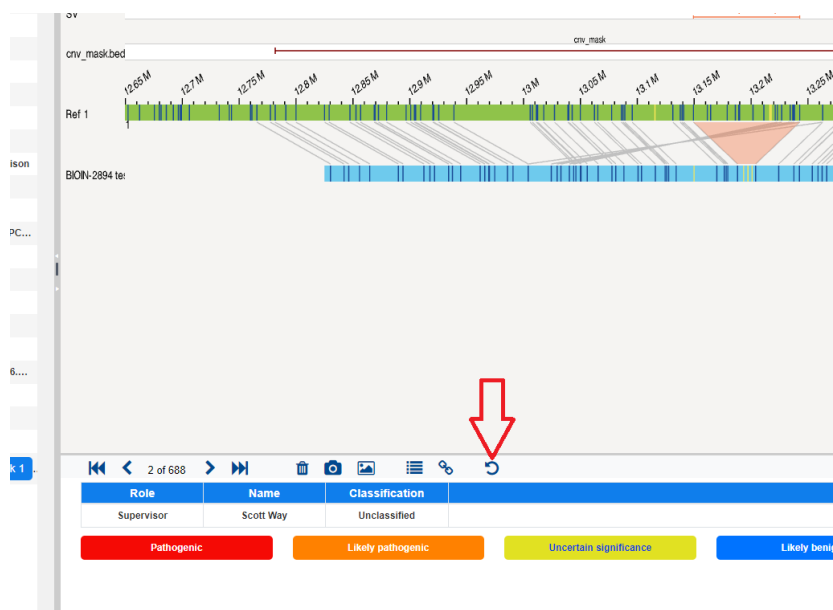 SV
cnv_mask
cnv_mask.bed
12.65 M 12.7 M 12.75 M 12.8 M 12.85 M 12.9 M 12.95 M 13 M 13.05 M 13.1 M 13.15 M 13.2 M 13.25 M
Ref 1
1
ison
BIOIN-2894 tes
PC...
6....
k 1
2 of 688
Role Name Classification
Supervisor Scott Way Unclassified
Pathogenic Likely pathogenic Uncertain significance Likely benig